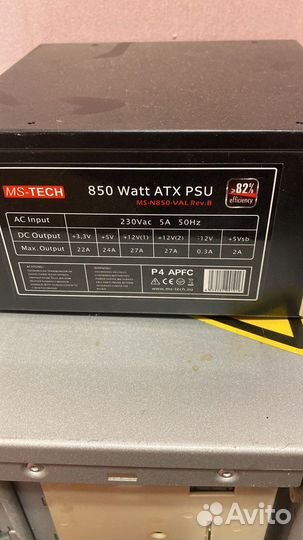 MS-TECH
850 Watt ATX PSU
MS-N850-VAL Rev.B
>82%
efficiency
AC Input 230Vac 5A 50Hz
DC Output +3,3V +5V +12V(1) +12V(2) -12V +5Vsb
Max. Output 22A 24A 27A 27A 0.3A 2A
P4 APFC
CE
www.ms-tech.eu
Avito